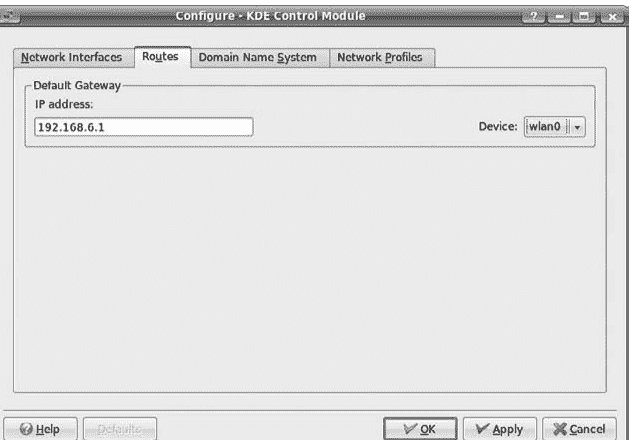 Configure - KDE Control Module
Network Interfaces
Routes
Domain Name System
Network Profiles
Default Gateway
IP address:
192.168.6.1
Device: wlan0
Help
Defaults
OK
Apply
Cancel